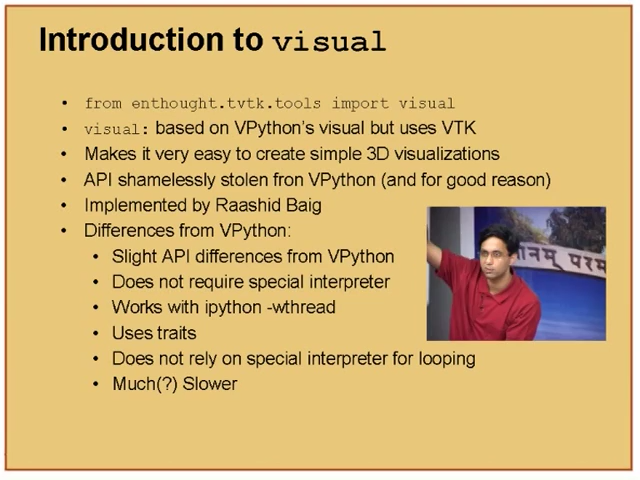 Introduction to visual
• from enthought.tvtk.tools import visual
• visual: based on VPython's visual but uses VTK
• Makes it very easy to create simple 3D visualizations
• API shamelessly stolen fron VPython (and for good reason)
• Implemented by Raashid Baig
• Differences from VPython:
• Slight API differences from VPython
• Does not require special interpreter
• Works with ipython -wthread
• Uses traits
• Does not rely on special interpreter for looping
• Much(?) Slower
ानम् परम